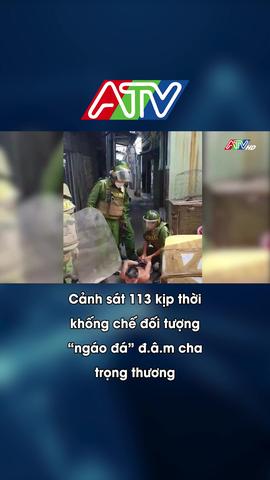 ATV
ATV HD
Cảnh sát 113 kịp thời
khống chế đối tượng
“ngáo đá” đ.â.m cha
trọng thương